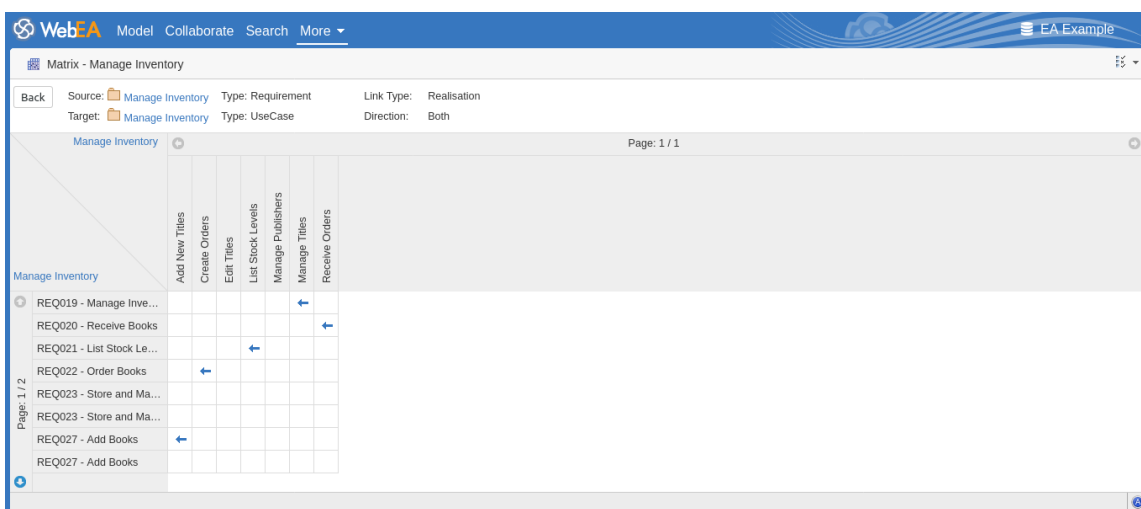 WebEA Model Collaborate Search More EA Example
Matrix - Manage Inventory
Back Source: Manage Inventory Type: Requirement Link Type: Realisation
Target: Manage Inventory Type: UseCase Direction: Both
Manage Inventory Page: 1 / 1
Add New Titles
Create Orders
Edit Titles
List Stock Levels
Manage Publishers
Manage Titles
Receive Orders
Manage Inventory
REQ019 - Manage Inve...
REQ020 - Receive Books
REQ021 - List Stock Le...
REQ022 - Order Books
REQ023 - Store and Ma...
REQ023 - Store and Ma...
REQ027 - Add Books
REQ027 - Add Books
Page: 1 / 2